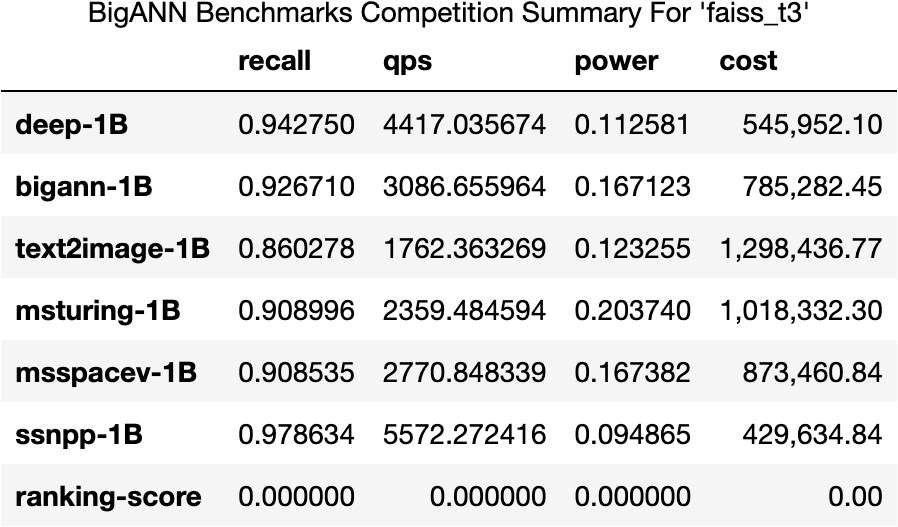 BigANN Benchmarks Competition Summary For 'faiss_t3'
recall qps power cost
deep-1B 0.942750 4417.035674 0.112581 545,952.10
bigann-1B 0.926710 3086.655964 0.167123 785,282.45
text2image-1B 0.860278 1762.363269 0.123255 1,298,436.77
msturing-1B 0.908996 2359.484594 0.203740 1,018,332.30
msspacev-1B 0.908535 2770.848339 0.167382 873,460.84
ssnpp-1B 0.978634 5572.272416 0.094865 429,634.84
ranking-score 0.000000 0.000000 0.000000 0.00